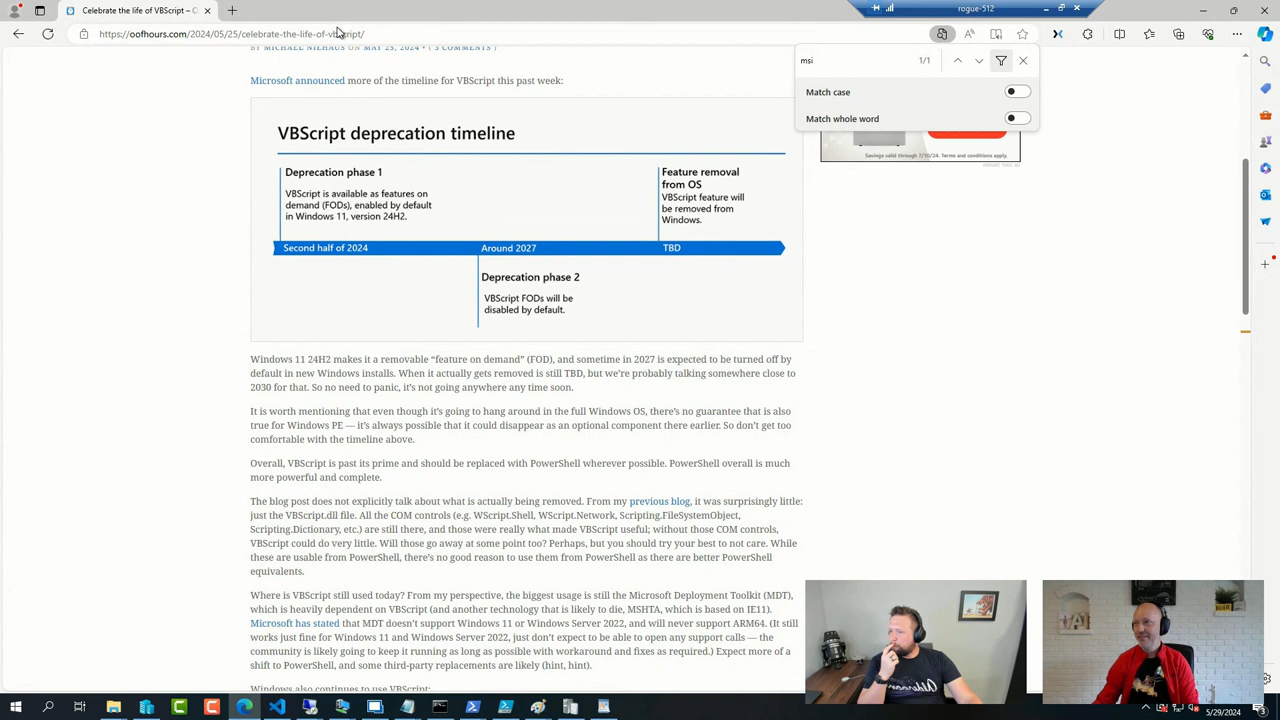 Celebrate the life of VBScript –
rogue-512
https://oofhours.com/2024/05/25/celebrate-the-life-of-vbscript/
msi
1/1
Match case
Match whole word
BY MICHAEL NIEHAUS ON MAY 25, 2024 • ( 3 COMMENTS )
Microsoft announced more of the timeline for VBScript this past week:
Savings valid through 7/10/24. Terms and conditions apply.
REPORT THIS AD
VBScript deprecation timeline
Deprecation phase 1
VBScript is available as features on
demand (FODs), enabled by default
in Windows 11, version 24H2.
Feature removal
from OS
VBScript feature will
be removed from
Windows.
Second half of 2024
Around 2027
TBD
Deprecation phase 2
VBScript FODs will be
disabled by default.
Windows 11 24H2 makes it a removable “feature on demand” (FOD), and sometime in 2027 is expected to be turned off by
default in new Windows installs. When it actually gets removed is still TBD, but we’re probably talking somewhere close to
2030 for that. So no need to panic, it’s not going anywhere any time soon.
It is worth mentioning that even though it’s going to hang around in the full Windows OS, there’s no guarantee that is also
true for Windows PE — it’s always possible that it could disappear as an optional component there earlier. So don’t get too
comfortable with the timeline above.
Overall, VBScript is past its prime and should be replaced with PowerShell wherever possible. PowerShell overall is much
more powerful and complete.
The blog post does not explicitly talk about what is actually being removed. From my previous blog, it was surprisingly little:
just the VBScript.dll file. All the COM controls (e.g. WScript.Shell, WScript.Network, Scripting.FileSystemObject,
Scripting.Dictionary, etc.) are still there, and those were really what made VBScript useful; without those COM controls,
VBScript could do very little. Will those go away at some point too? Perhaps, but you should try your best to not care. While
these are usable from PowerShell, there’s no good reason to use them from PowerShell as there are better PowerShell
equivalents.
Where is VBScript still used today? From my perspective, the biggest usage is still the Microsoft Deployment Toolkit (MDT),
which is heavily dependent on VBScript (and another technology that is likely to die, MSHTA, which is based on IE11).
Microsoft has stated that MDT doesn’t support Windows 11 or Windows Server 2022, and will never support ARM64. (It still
works just fine for Windows 11 and Windows Server 2022, just don’t expect to be able to open any support calls — the
community is likely to keep it running as long as possible with workaround and fixes as required.) Expect more of a
shift to PowerShell, and some third-party replacements are likely (hint, hint).
Windows also continues to use VBScript:
5/29/2024